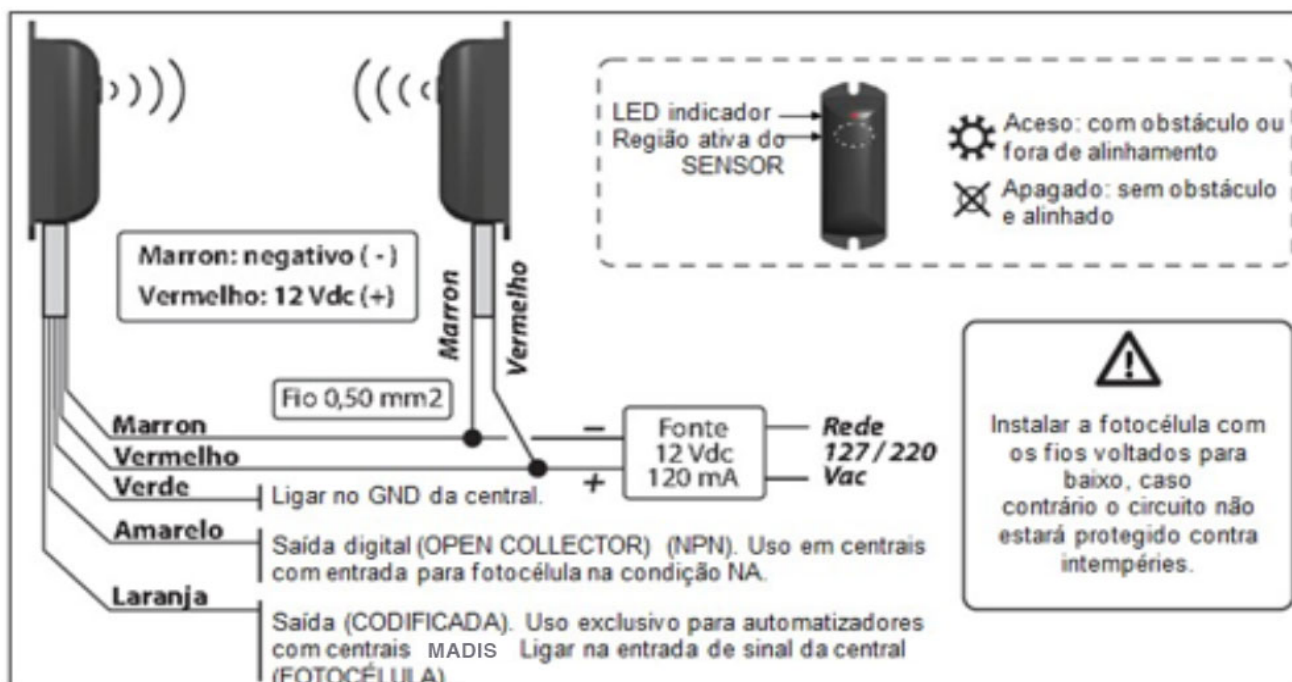 LED indicador
Região ativa do
SENSOR
Aceso: com obstáculo ou
fora de alinhamento
Apagado: sem obstáculo
e alinhado
Marron: negativo ( - )
Vermelho: 12 Vdc (+)
Marron
Vermelho
Fio 0,50 mm2
Marron
Vermelho
Verde
Amarelo
Laranja
−
+
Fonte
12 Vdc
120 mA
Rede
127 / 220
Vac
Ligar no GND da central.
Saída digital (OPEN COLLECTOR) (NPN). Uso em centrais
com entrada para fotocélula na condição NA.
Saída (CODIFICADA). Uso exclusivo para automatizadores
com centrais MADIS Ligar na entrada de sinal da central
(FOTOCÉLULA)
Instalar a fotocélula com
os fios voltados para
baixo, caso
contrário o circuito não
estará protegido contra
intempéries.